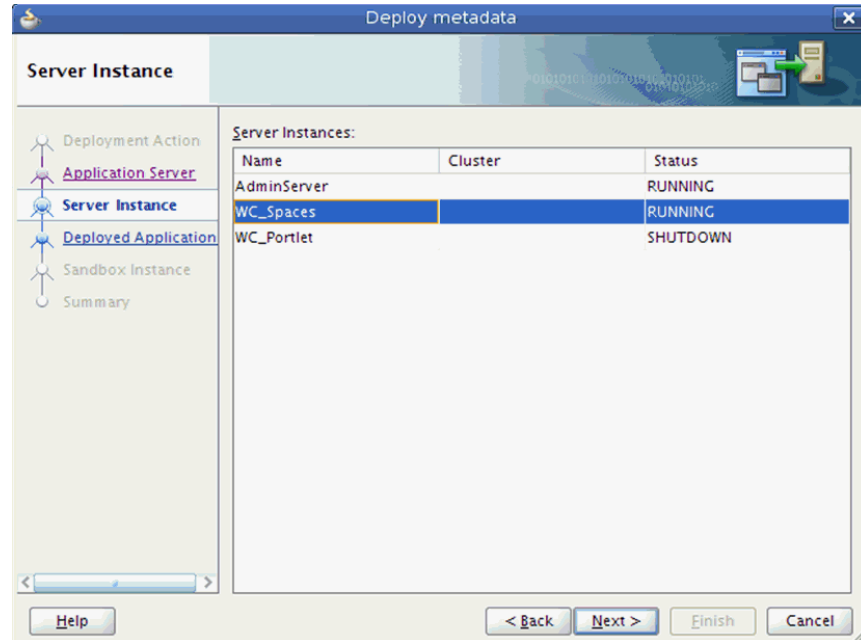 Deploy metadata
Server Instance
Deployment Action
Application Server
Server Instance
Deployed Application
Sandbox Instance
Summary
Server Instances:
Name Cluster Status
AdminServer RUNNING
WC_Spaces RUNNING
WC_Portlet SHUTDOWN
Help < Back Next > Finish Cancel